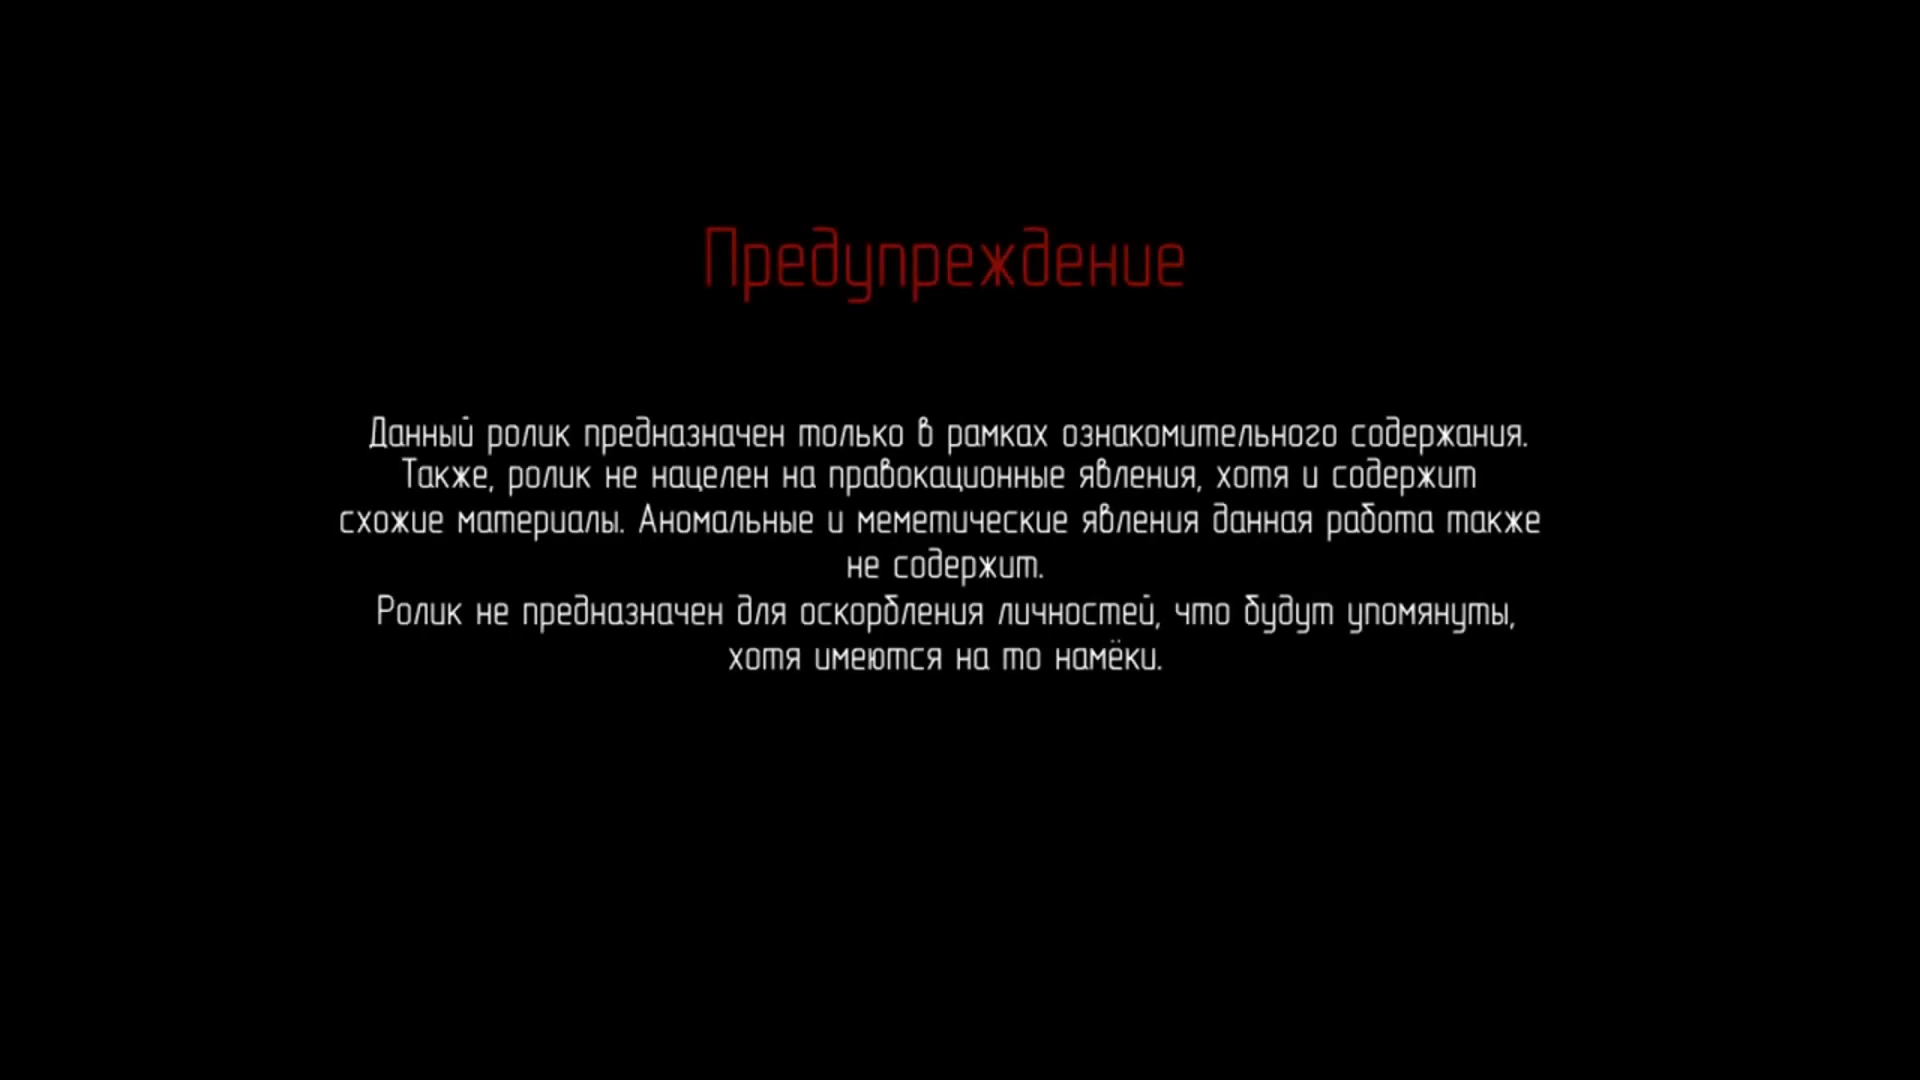 Предупреждение
Данный ролик предназначен только в рамках ознакомительного содержания.
Также, ролик не нацелен на правокационные явления, хотя и содержит
схожие материалы. Аномальные и меметические явления данная работа также
не содержит.
Ролик не предназначен для оскорбления личностей, что будут упомянуты,
хотя имеются на то намёки.